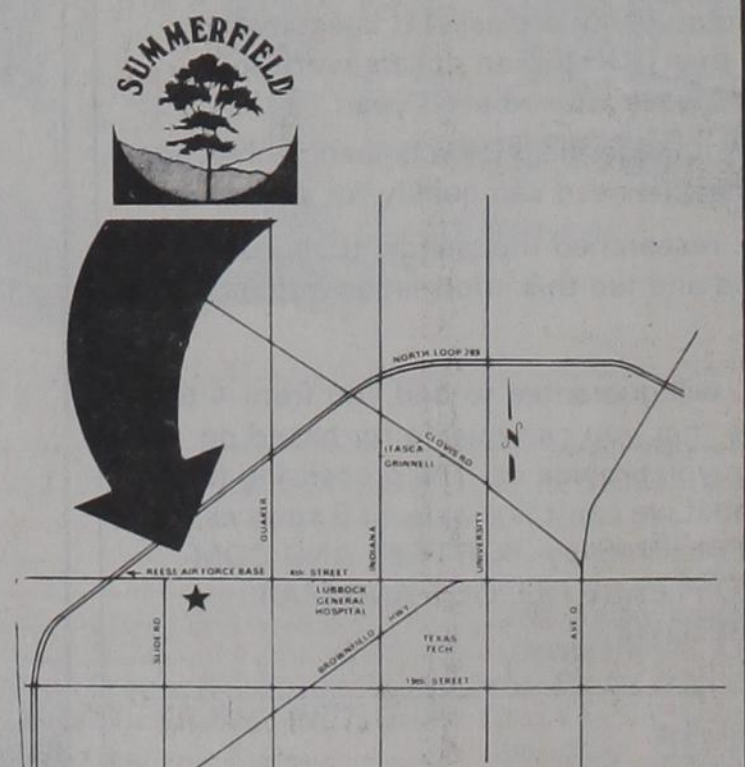 SUMMERFIELD
NORTH LOOP 289
CLOVIS RD
ITASCA
GRINNELL
N
QUAKER
INDIANA
UNIVERSITY
REESE AIR FORCE BASE
4th STREET
LUBBOCK
GENERAL
HOSPITAL
SLIDE RD
BROWNFIELD HWY
TEXAS
TECH
AVE Q
19th STREET